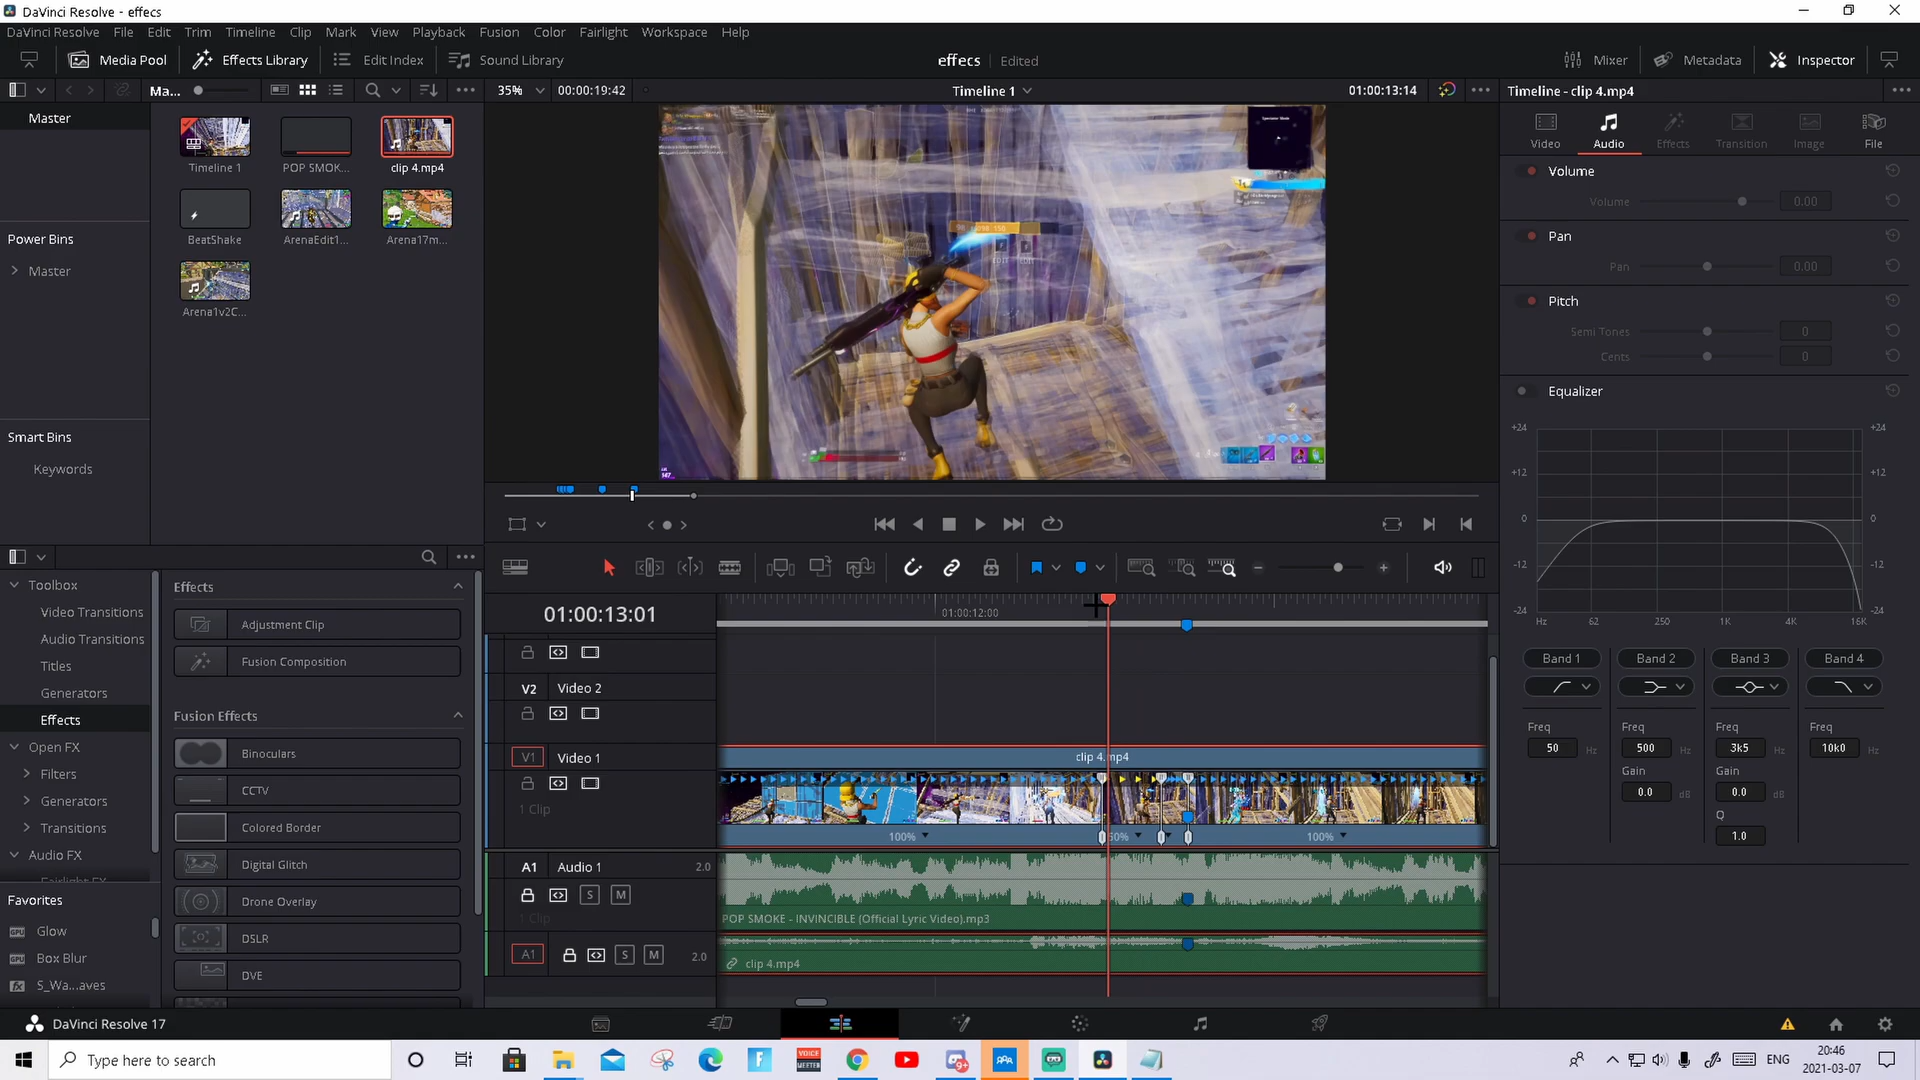 DaVinci Resolve - effecs
DaVinci Resolve File Edit Trim Timeline Clip Mark View Playback Fusion Color Fairlight Workspace Help
Media Pool Effects Library Edit Index Sound Library effecs Edited Mixer Metadata Inspector
Ma... 35% 00:00:19:42 Timeline 1 01:00:13:14 Timeline - clip 4.mp4
Master
Timeline 1 POP SMOK... clip 4.mp4
BeatShake ArenaEdit1... Arena17m...
Arena1v2C...
Power Bins
Master
Smart Bins
Keywords
Video Audio Effects Transition Image File
Volume
Volume 0.00
Pan
Pan 0.00
Pitch
Semi Tones 0
Cents 0
Equalizer
+24 +24
+12 +12
0 0
-12 -12
-24 -24
Hz 62 250 1K 4K 16K
Band 1 Band 2 Band 3 Band 4
Freq Freq Freq Freq
50 Hz 500 Hz 3k5 Hz 10k0 Hz
Gain Gain
0.0 dB 0.0 dB
Q
1.0
Toolbox
Video Transitions
Audio Transitions
Titles
Generators
Effects
Open FX
Filters
Generators
Transitions
Audio FX
Fairlight FX
Favorites
Glow
Box Blur
S_Wa...aves
Effects
Adjustment Clip
Fusion Composition
Fusion Effects
Binoculars
CCTV
Colored Border
Digital Glitch
Drone Overlay
DSLR
DVE
01:00:13:01
01:00:12:00
V2 Video 2
V1 Video 1
1 Clip
clip 4.mp4
100% 50% 100%
A1 Audio 1 2.0
S M
1 Clip
POP SMOKE - INVINCIBLE (Official Lyric Video).mp3
A1 S M 2.0
clip 4.mp4
DaVinci Resolve 17
Type here to search
VOICE MEETER
ENG
20:46
2021-03-07